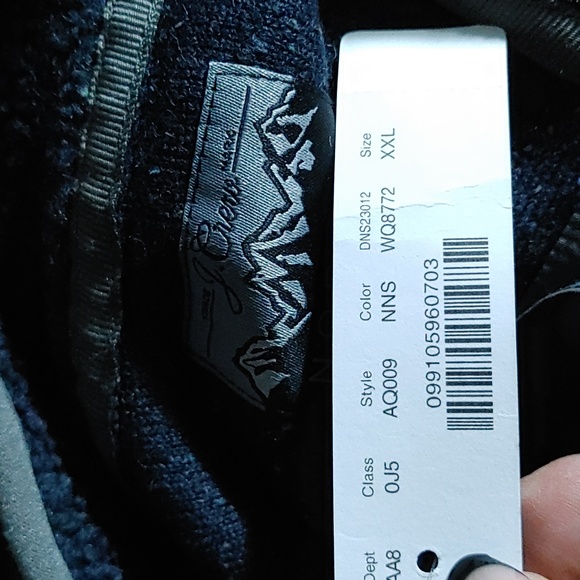 J.Crew
Dept Class Style Color DNS23012 Size
AA8 0J5 AQ009 NNS WQ8772 XXL
099105960703